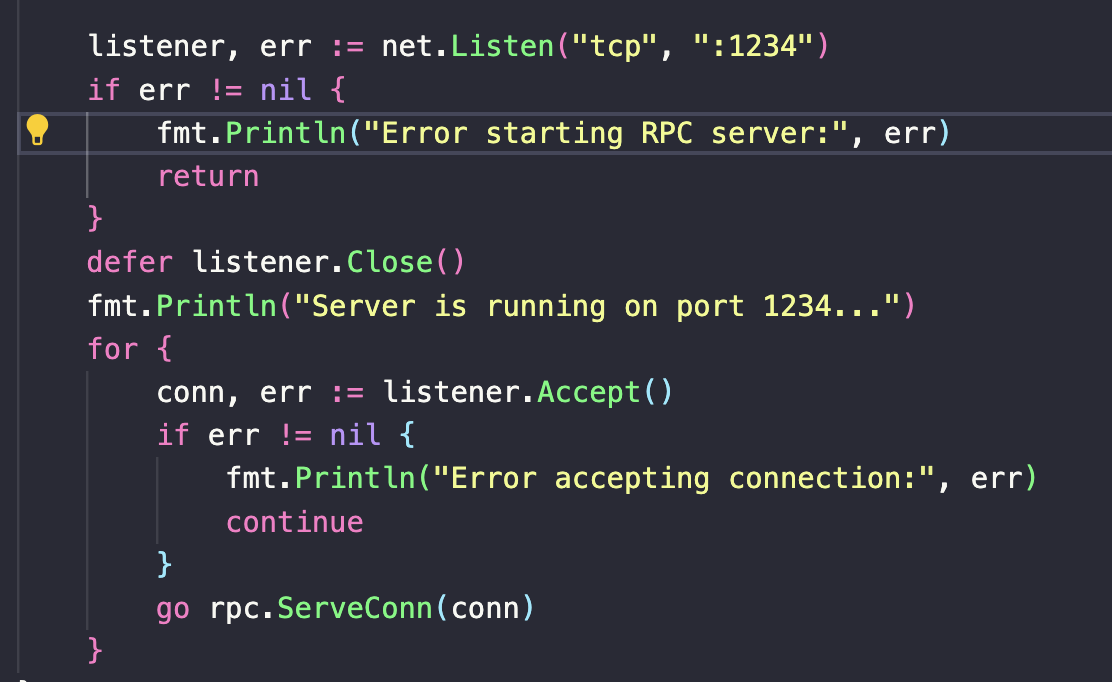 listener, err := net.Listen("tcp", ":1234")
if err != nil {
fmt.Println("Error starting RPC server:", err)
return
}
defer listener.Close()
fmt.Println("Server is running on port 1234...")
for {
conn, err := listener.Accept()
if err != nil {
fmt.Println("Error accepting connection:", err)
continue
}
go rpc.ServeConn(conn)
}